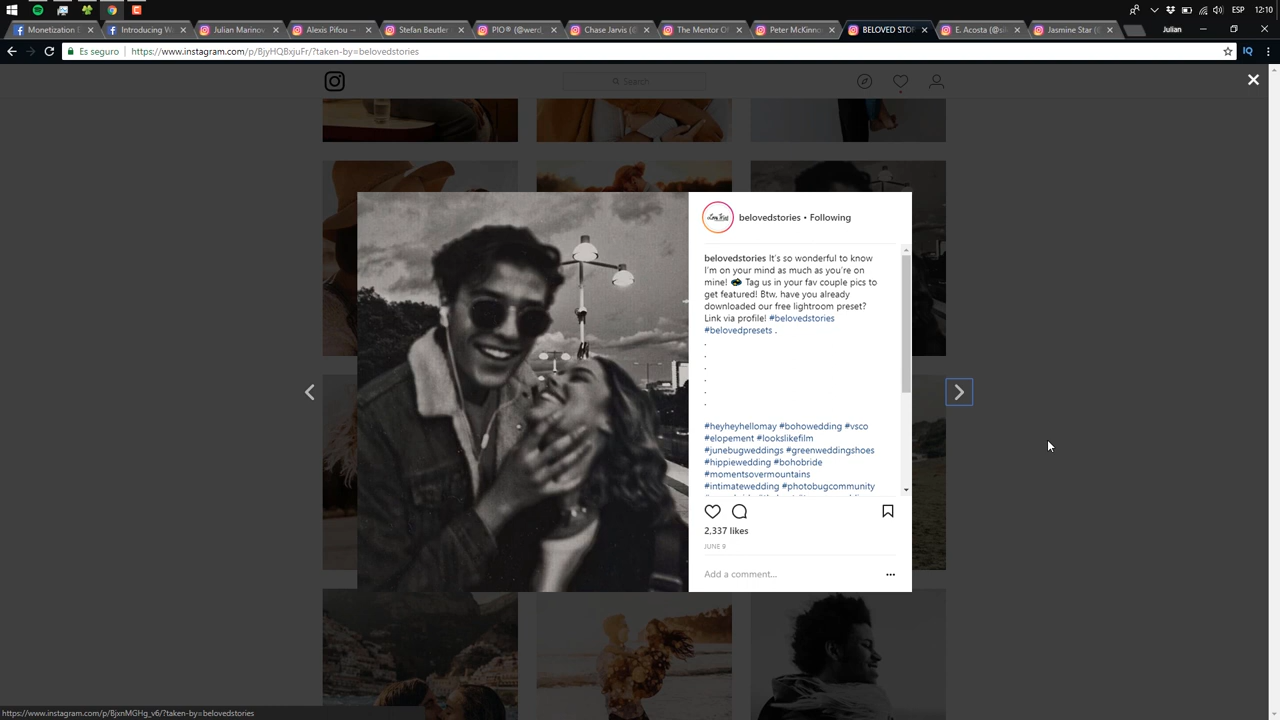 ESP
12:10
Monetization E
Introducing W
Julian Marinov
Alexis Pifou –
Stefan Beutler
PIO® (@werd
Chase Jarvis (@
The Mentor O
Peter McKinno
BELOVED STO
E. Acosta (@si
Jasmine Star (@
Julian
Es seguro
https://www.instagram.com/p/BjyHQBxjuFr/?taken-by=belovedstories
IQ
Search
belovedstories • Following
belovedstories It's so wonderful to know
I'm on your mind as much as you're on
mine! Tag us in your fav couple pics to
get featured! Btw, have you already
downloaded our free lightroom preset?
Link via profile! #belovedstories
#belovedpresets .
.
.
.
.
.
.
#heyheyhellomay #bohowedding #vsco
#elopement #lookslikefilm
#junebugweddings #greenweddingshoes
#hippiewedding #bohobride
#momentsovermountains
#intimatewedding #photobugcommunity
2,337 likes
JUNE 9
Add a comment...
https://www.instagram.com/p/BjxnMGHg_v6/?taken-by=belovedstories